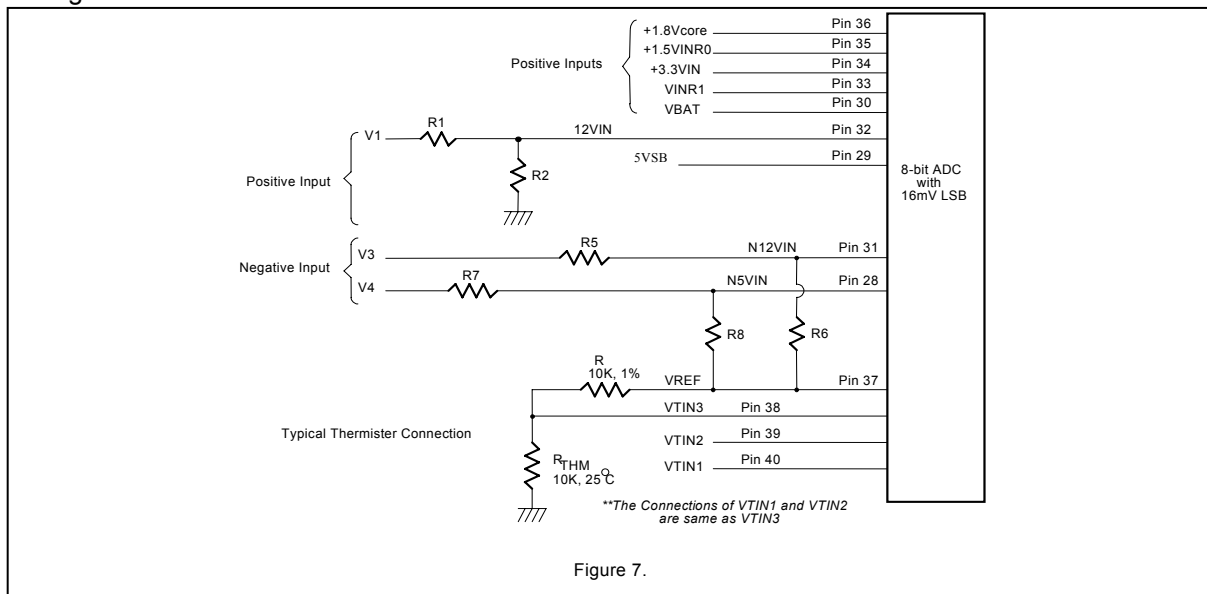 +1.8Vcore Pin 36
+1.5VINR0 Pin 35
Positive Inputs +3.3VIN Pin 34
VINR1 Pin 33
VBAT Pin 30
V1 R1 12VIN Pin 32
5VSB Pin 29
R2
Positive Input
8-bit ADC
with
16mV LSB
V3 R5 N12VIN Pin 31
Negative Input
V4 R7 N5VIN Pin 28
R8 R6
R
10K, 1%
VREF Pin 37
VTIN3 Pin 38
Typical Thermister Connection
VTIN2 Pin 39
VTIN1 Pin 40
RTHM
10K, 25°C
**The Connections of VTIN1 and VTIN2
are same as VTIN3
Figure 7.